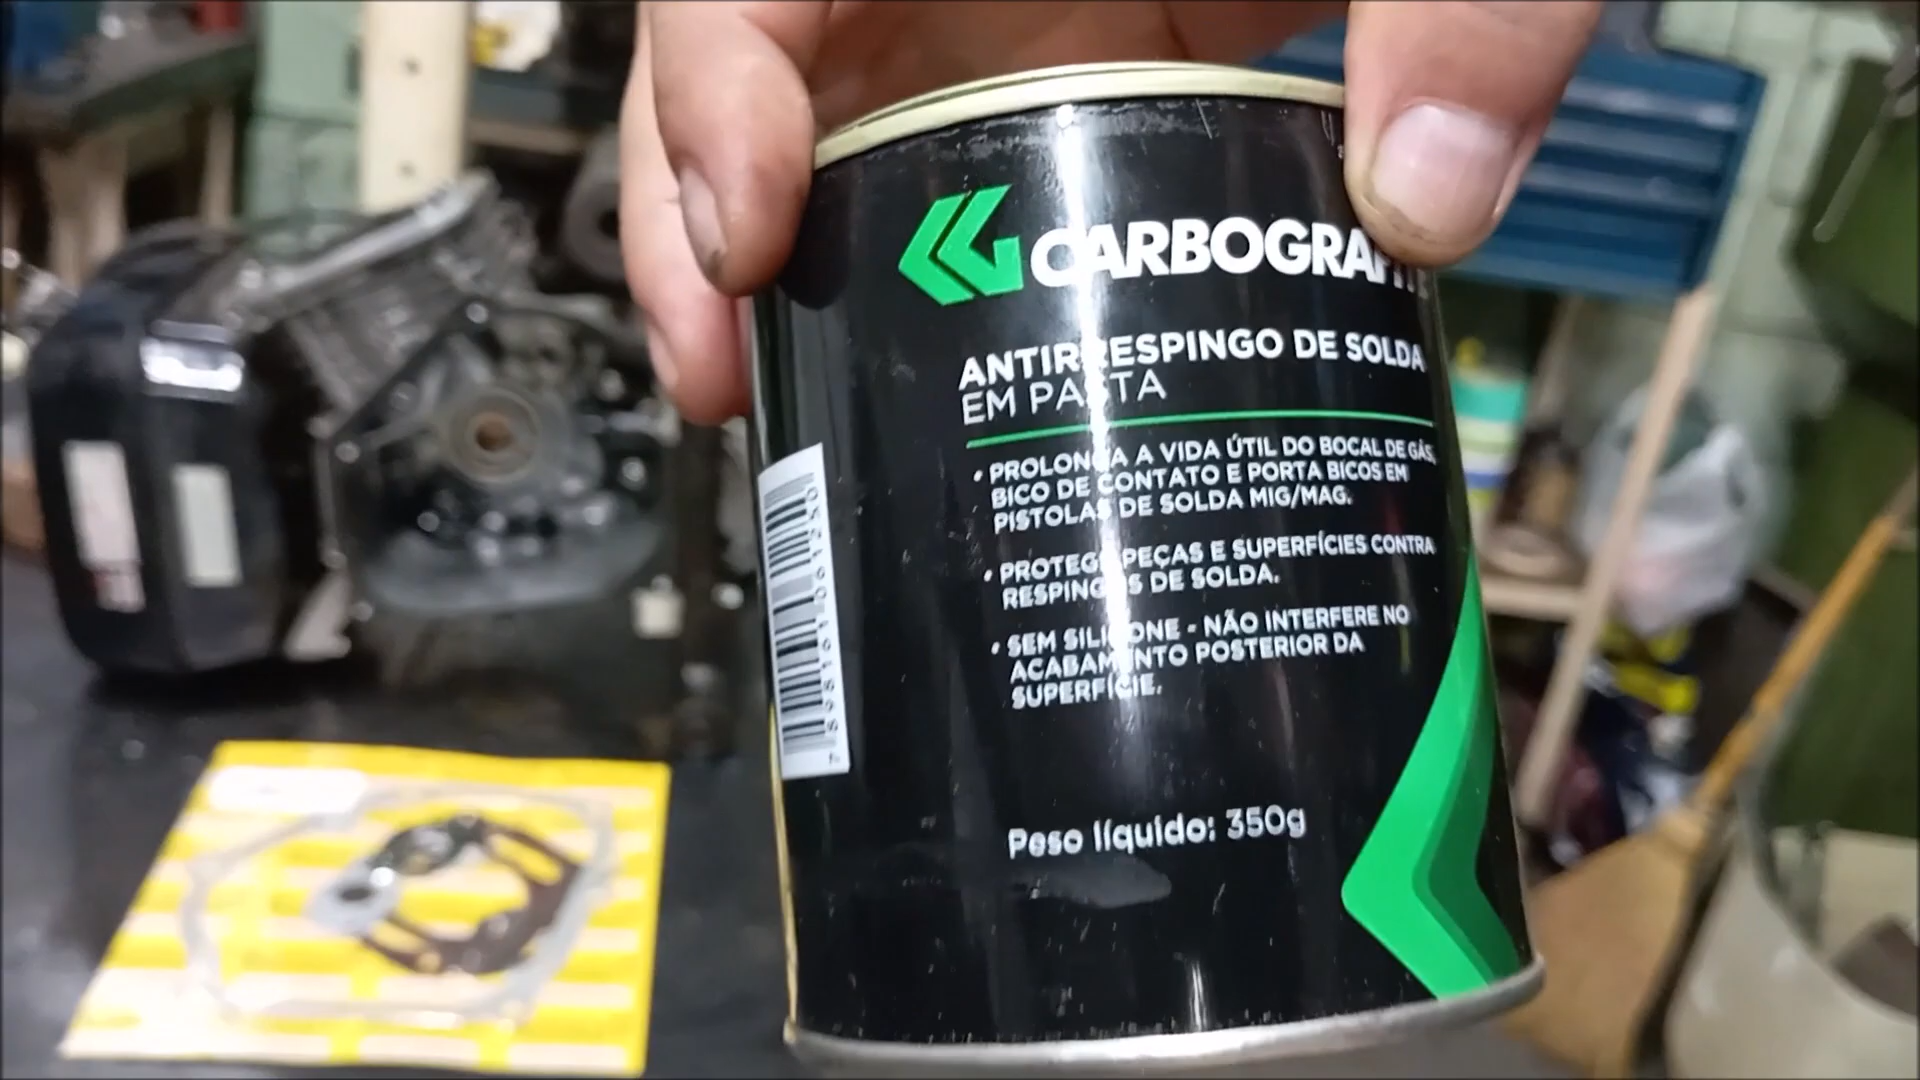 CARBOGRAFITE
ANTIRRESPINGO DE SOLDA
EM PASTA
• PROLONGA A VIDA ÚTIL DO BOCAL DE GÁS,
BICO DE CONTATO E PORTA BICOS EM
PISTOLAS DE SOLDA MIG/MAG.
• PROTEGE PEÇAS E SUPERFÍCIES CONTRA
RESPINGOS DE SOLDA.
• SEM SILICONE - NÃO INTERFERE NO
ACABAMENTO POSTERIOR DA
SUPERFÍCIE.
Peso líquido: 350g